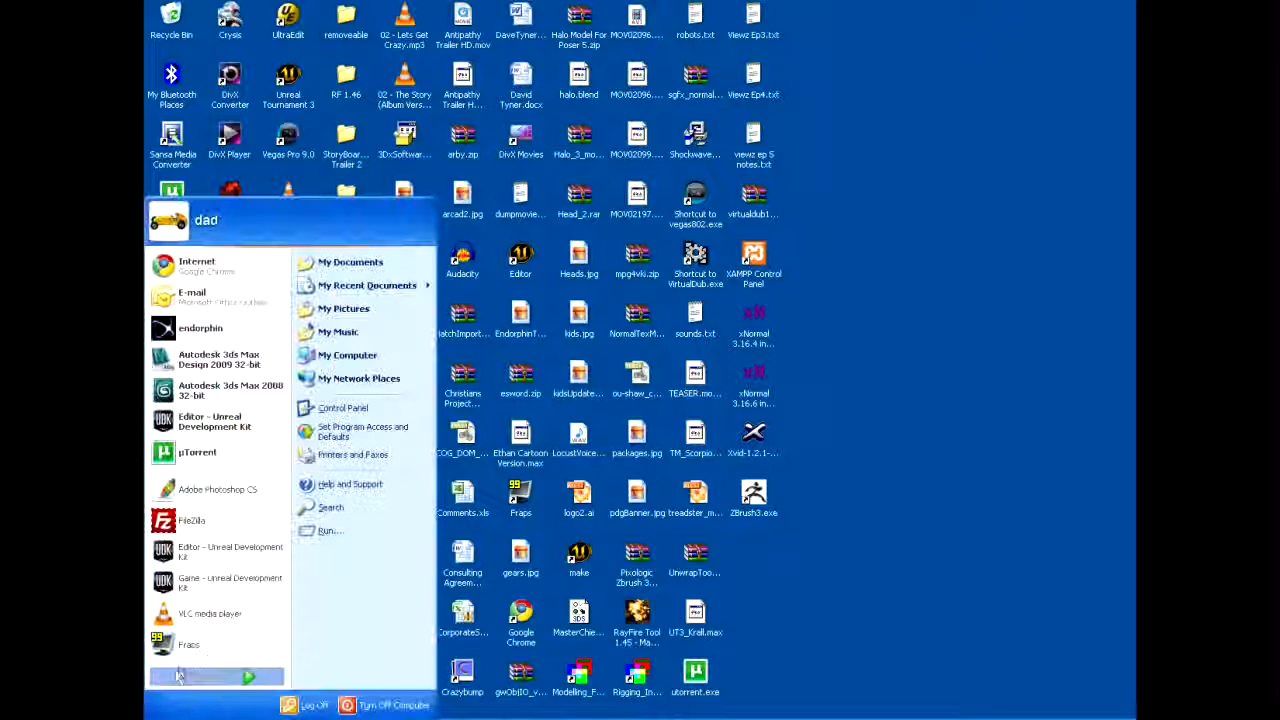 Recycle Bin
Crysis
UltraEdit
removeable
02 - Lets Get
Crazy.mp3
Antipathy
Trailer HD.mov
DaveTyner...
Halo Model For
Poser 5.zip
MOV02096....
robots.txt
Viewz Ep3.txt
My Bluetooth
Places
DivX
Converter
Unreal
Tournament 3
RF 1.46
02 - The Story
(Album Vers...
Antipathy
Trailer H...
David
Tyner.docx
halo.blend
MOV02096....
sgfx_normal...
Viewz Ep4.txt
Sansa Media
Converter
DivX Player
Vegas Pro 9.0
StoryBoar...
Trailer 2
3DxSoftwar...
arby.zip
DivX Movies
Halo_3_mo...
MOV02099....
Shockwave...
viewz ep 5
notes.txt
dad
arcad2.jpg
dumpmovie...
Head_2.rar
MOV02197....
Shortcut to
vegas802.exe
virtualdub1...
Internet
Google Chrome
E-mail
Microsoft Office Outlook
endorphin
Autodesk 3ds Max
Design 2009 32-bit
Autodesk 3ds Max 2008
32-bit
Editor - Unreal
Development Kit
µTorrent
Adobe Photoshop CS
FileZilla
Editor - Unreal Development
Kit
Game - Unreal Development
Kit
VLC media player
Fraps
My Documents
My Recent Documents
My Pictures
My Music
My Computer
My Network Places
Control Panel
Set Program Access and
Defaults
Printers and Faxes
Help and Support
Search
Run...
Log Off
Turn Off Computer
Audacity
Editor
Heads.jpg
mpg4vki.zip
Shortcut to
VirtualDub.exe
XAMPP Control
Panel
atchImport...
EndorphinT...
kids.jpg
NormalTexM...
sounds.txt
xNormal
3.16.4 in...
Christians
Project...
esword.zip
kidsUpdate...
ou-shaw_c...
TEASER.mo...
xNormal
3.16.6 in...
COG_DOM_...
Ethan Cartoon
Version.max
LocustVoice...
packages.jpg
TM_Scorpio...
Xvid-1.2.1-...
Comments.xls
Fraps
logo2.ai
pdgBanner.jpg
treadster_m...
ZBrush3.exe
Consulting
Agreem...
gears.jpg
make
Pixologic
Zbrush 3...
UnwrapToo...
CorporateS...
Google
Chrome
MasterChie...
RayFire Tool
1.45 - Ma...
UT3_Krall.max
Crazybump
gwObjIO_v...
Modelling_F...
Rigging_In...
utorrent.exe